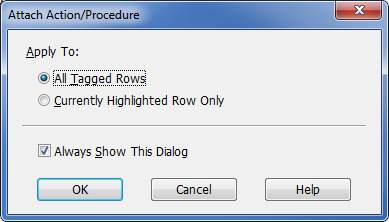 Attach Action/Procedure
Apply To:
All Tagged Rows
Currently Highlighted Row Only
Always Show This Dialog
OK Cancel Help